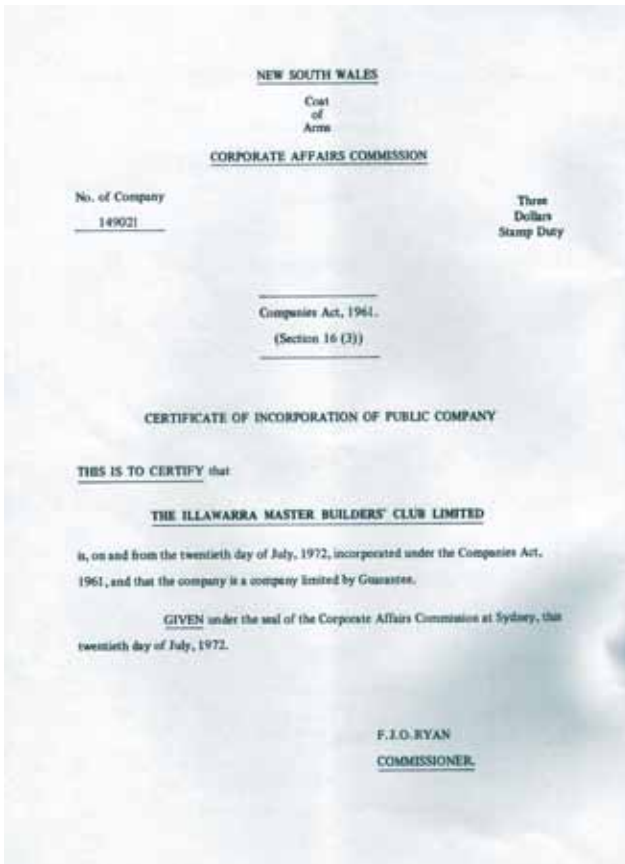 NEW SOUTH WALES
Coat
of
Arms
CORPORATE AFFAIRS COMMISSION
No. of Company
149021
Three
Dollars
Stamp Duty
Companies Act, 1961.
(Section 16 (3))
CERTIFICATE OF INCORPORATION OF PUBLIC COMPANY
THIS IS TO CERTIFY that
THE ILLAWARRA MASTER BUILDERS' CLUB LIMITED
is, on and from the twentieth day of July, 1972, incorporated under the Companies Act,
1961, and that the company is a company limited by Guarantee.
GIVEN under the seal of the Corporate Affairs Commission at Sydney, this
twentieth day of July, 1972.
F.J.O. RYAN
COMMISSIONER.